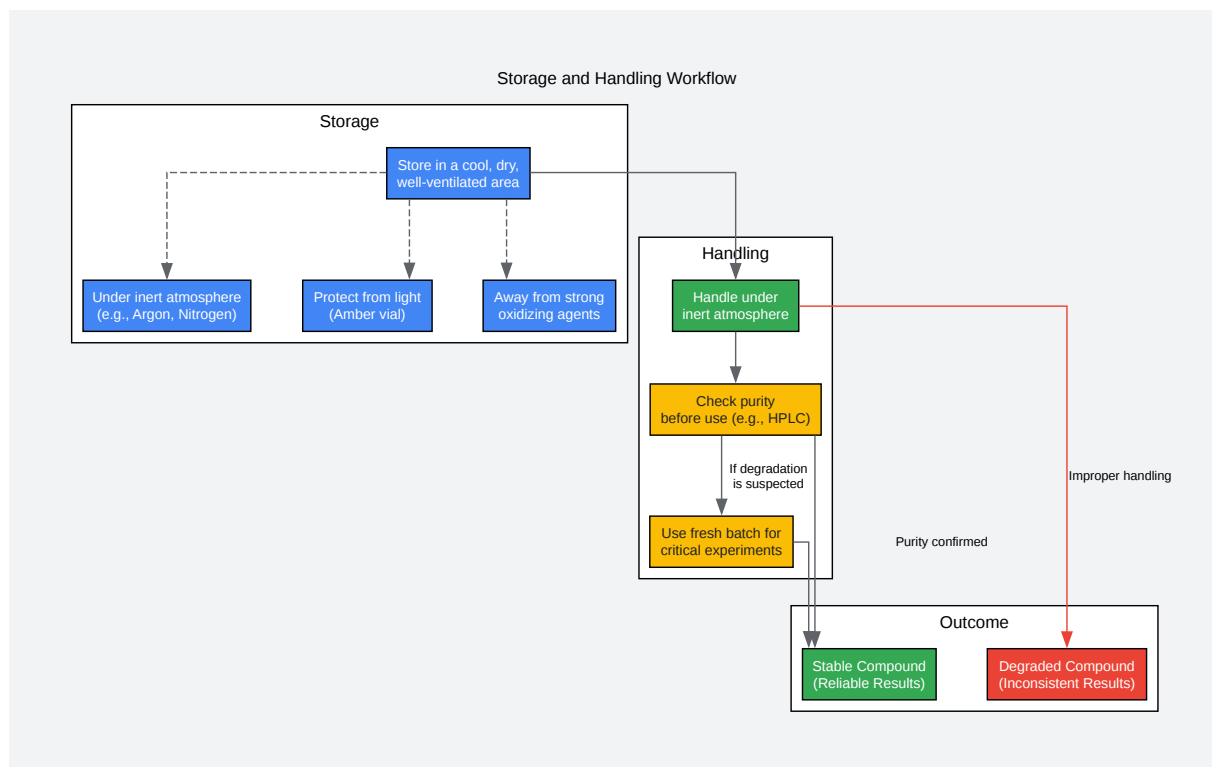 Storage and Handling Workflow
Storage
Store in a cool, dry,
well-ventilated area
Under inert atmosphere
(e.g., Argon, Nitrogen)
Protect from light
(Amber vial)
Away from strong
oxidizing agents
Handling
Handle under
inert atmosphere
Check purity
before use (e.g., HPLC)
If degradation
is suspected
Improper handling
Use fresh batch for
critical experiments
Purity confirmed
Outcome
Stable Compound
(Reliable Results)
Degraded Compound
(Inconsistent Results)